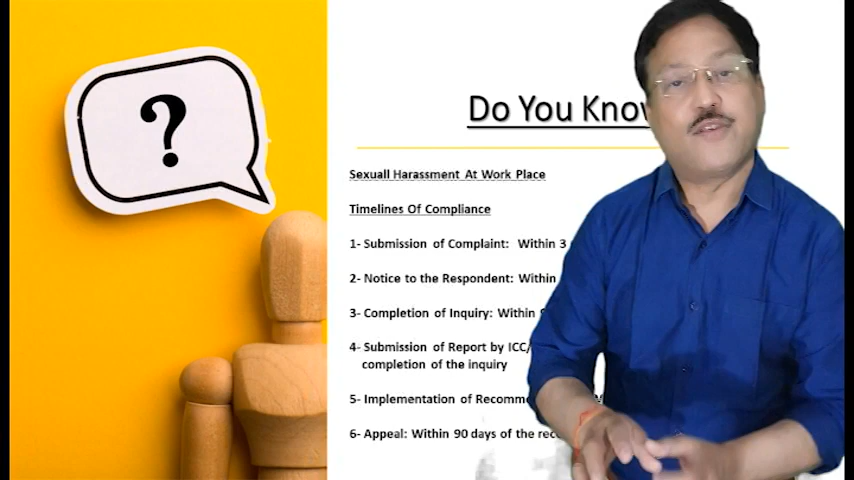 ?
Do You Know
Sexuall Harassment At Work Place
Timelines Of Compliance
1- Submission of Complaint: Within 3
2- Notice to the Respondent: Within
3- Completion of Inquiry: Within
4- Submission of Report by ICC/
completion of the inquiry
5- Implementation of
6- Appeal: Within 90 days of the